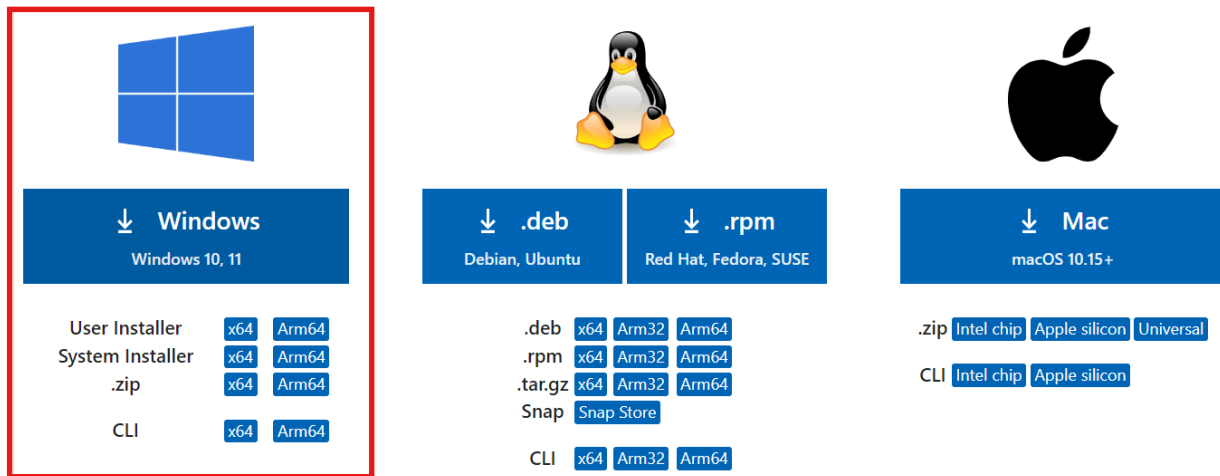 Windows
Windows 10, 11
User Installer x64 Arm64
System Installer x64 Arm64
.zip x64 Arm64
CLI x64 Arm64
.deb
Debian, Ubuntu
.rpm
Red Hat, Fedora, SUSE
.deb x64 Arm32 Arm64
.rpm x64 Arm32 Arm64
.tar.gz x64 Arm32 Arm64
Snap Snap Store
CLI x64 Arm32 Arm64
Mac
macOS 10.15+
.zip Intel chip Apple silicon Universal
CLI Intel chip Apple silicon